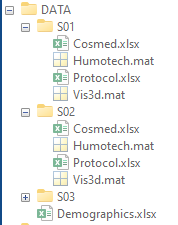 DATA
S01
Cosmed.xlsx
Humotech.mat
Protocol.xlsx
Vis3d.mat
S02
Cosmed.xlsx
Humotech.mat
Protocol.xlsx
Vis3d.mat
S03
Demographics.xlsx